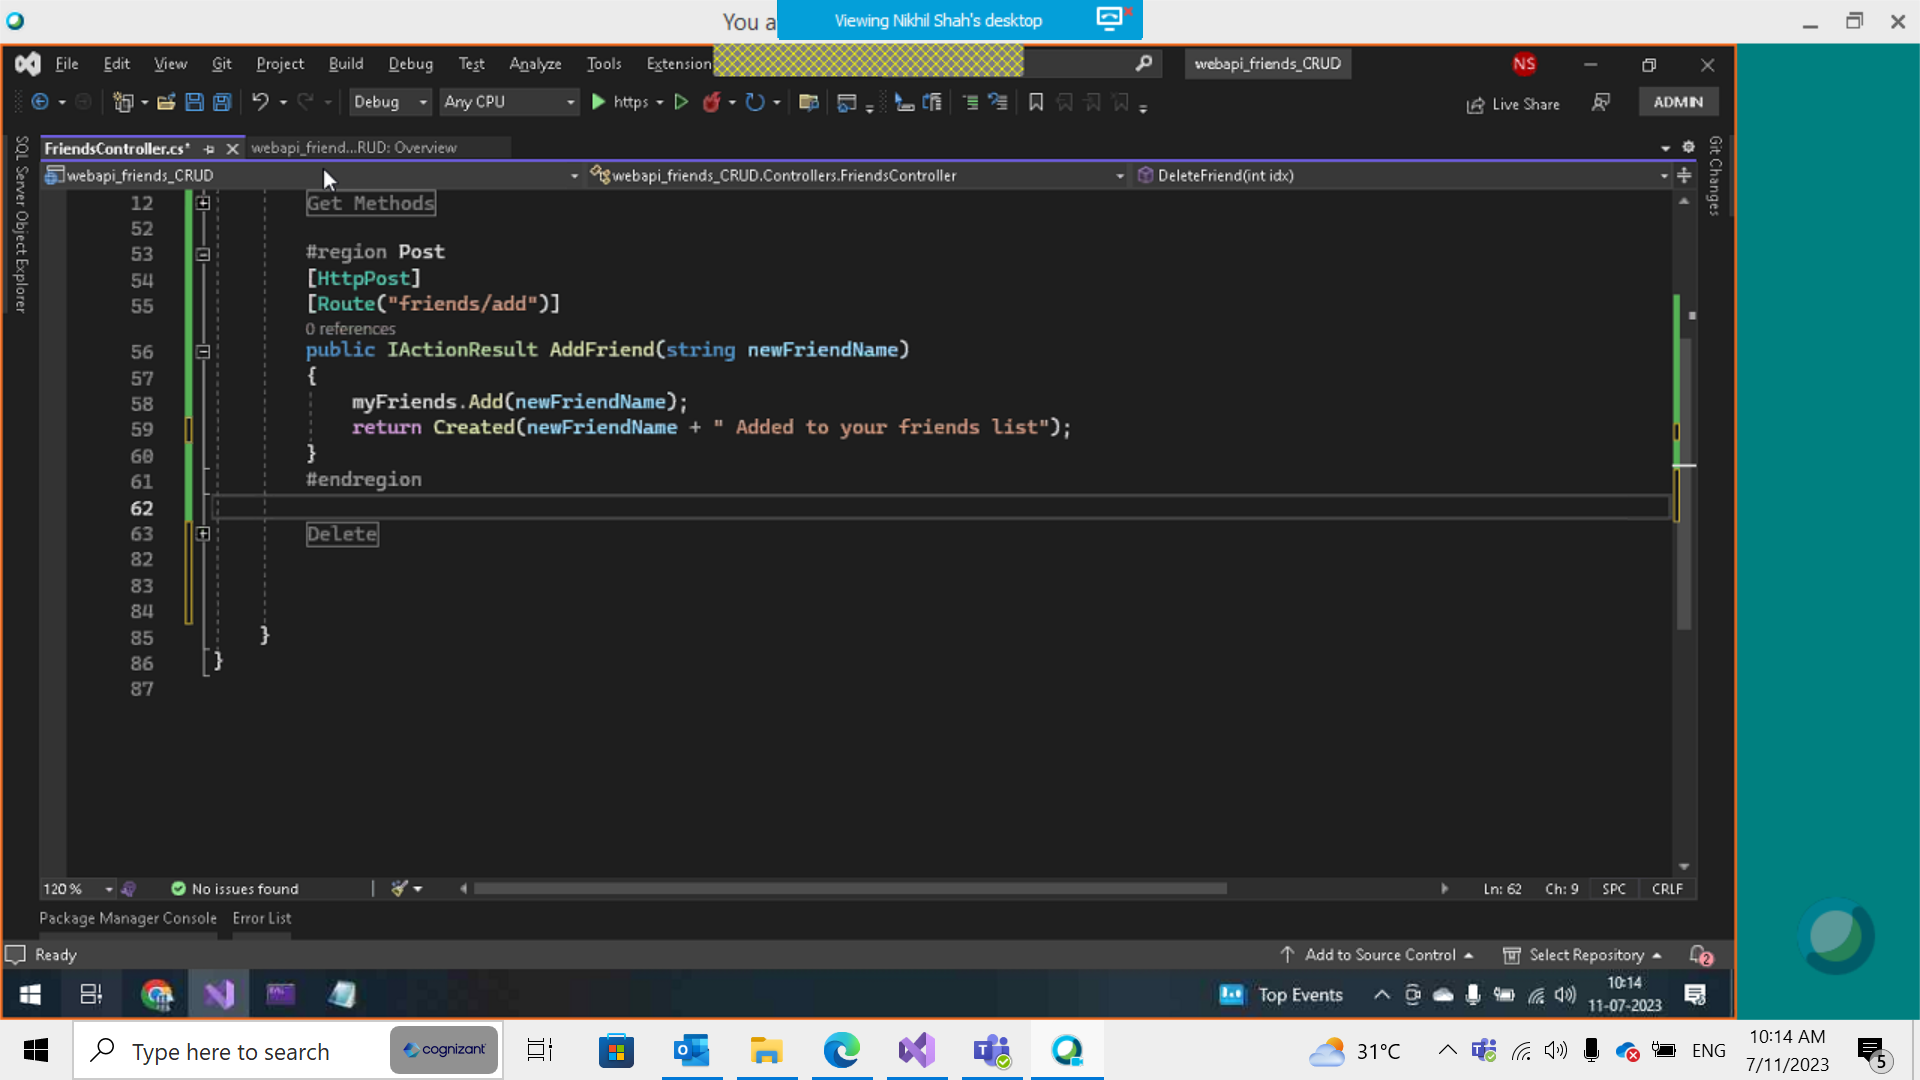 You a
Viewing Nikhil Shah's desktop
File Edit View Git Project Build Debug Test Analyze Tools Extension
webapi_friends_CRUD
NS
Debug Any CPU https
Live Share
ADMIN
FriendsController.cs*
webapi_friend...RUD: Overview
webapi_friends_CRUD
webapi_friends_CRUD.Controllers.FriendsController
DeleteFriend(int idx)
SQL Server Object Explorer
Git Changes
12 Get Methods
52
53 #region Post
54 [HttpPost]
55 [Route("friends/add")]
0 references
56 public IActionResult AddFriend(string newFriendName)
57 {
58 myFriends.Add(newFriendName);
59 return Created(newFriendName + " Added to your friends list");
60 }
61 #endregion
62
63 Delete
82
83
84
85 }
86 }
87
120 % No issues found Ln: 62 Ch: 9 SPC CRLF
Package Manager Console Error List
Ready Add to Source Control Select Repository 2
Top Events
10:14
11-07-2023
Type here to search
cognizant
31°C
ENG
10:14 AM
7/11/2023
5